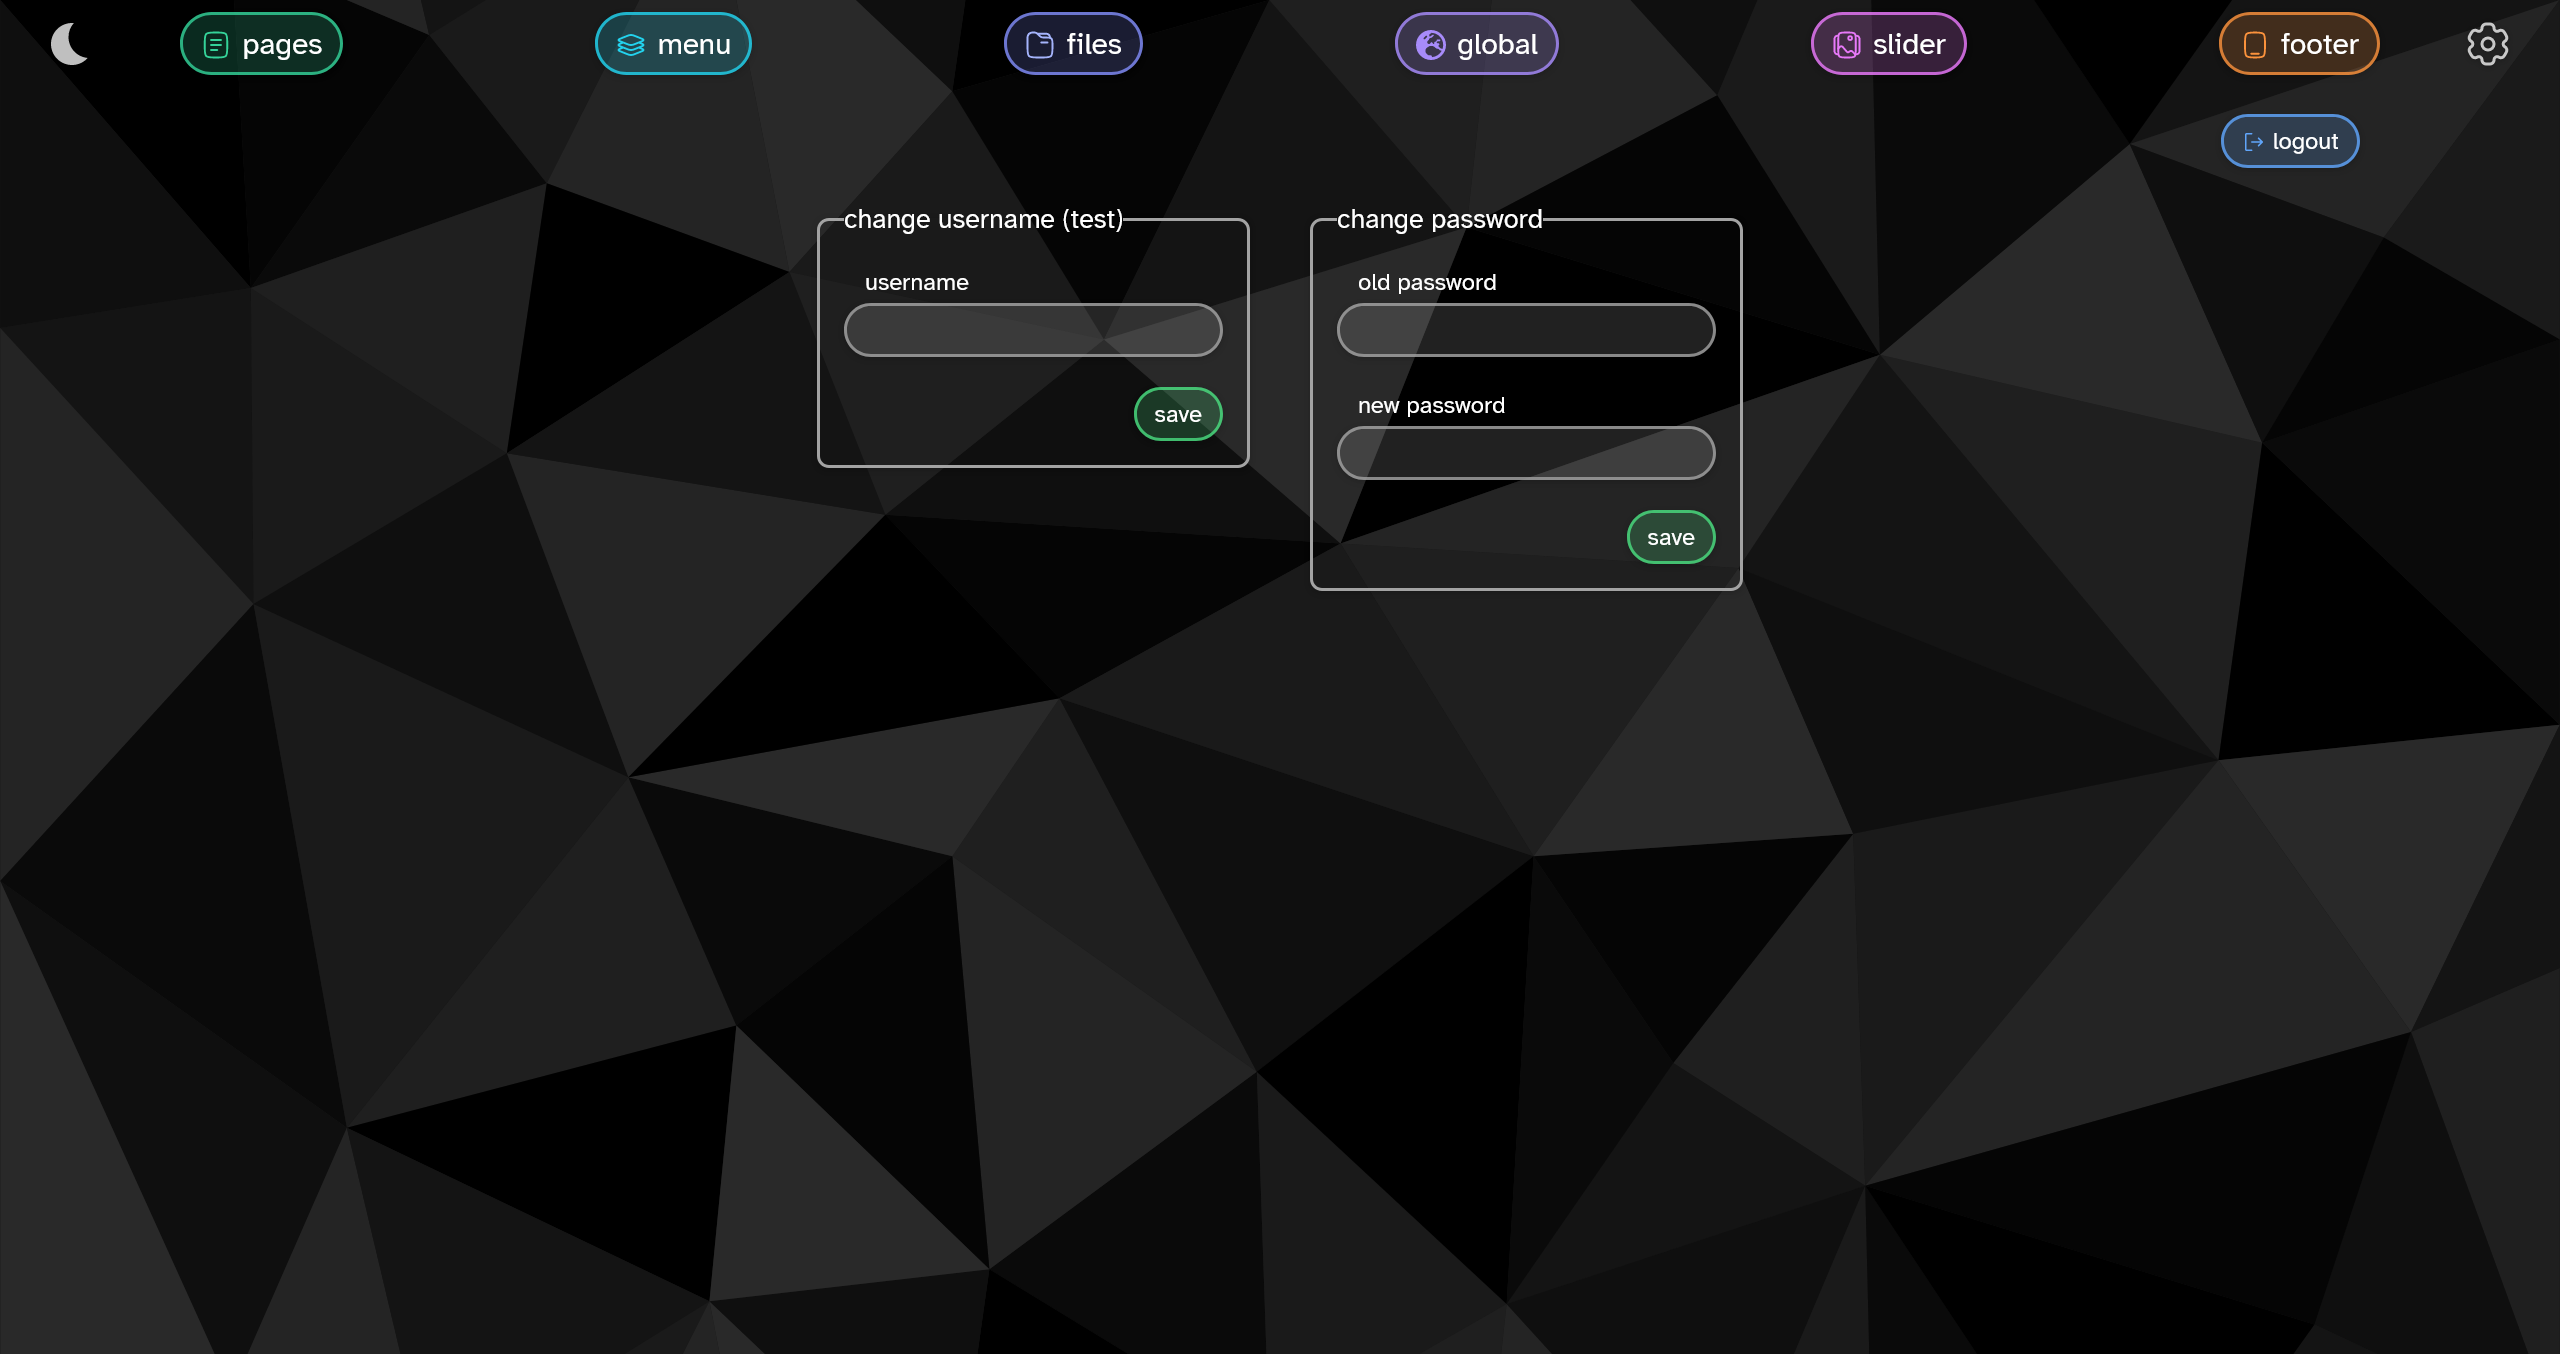 pages
menu
files
global
slider
footer
logout
change username (test)
username
save
change password
old password
new password
save